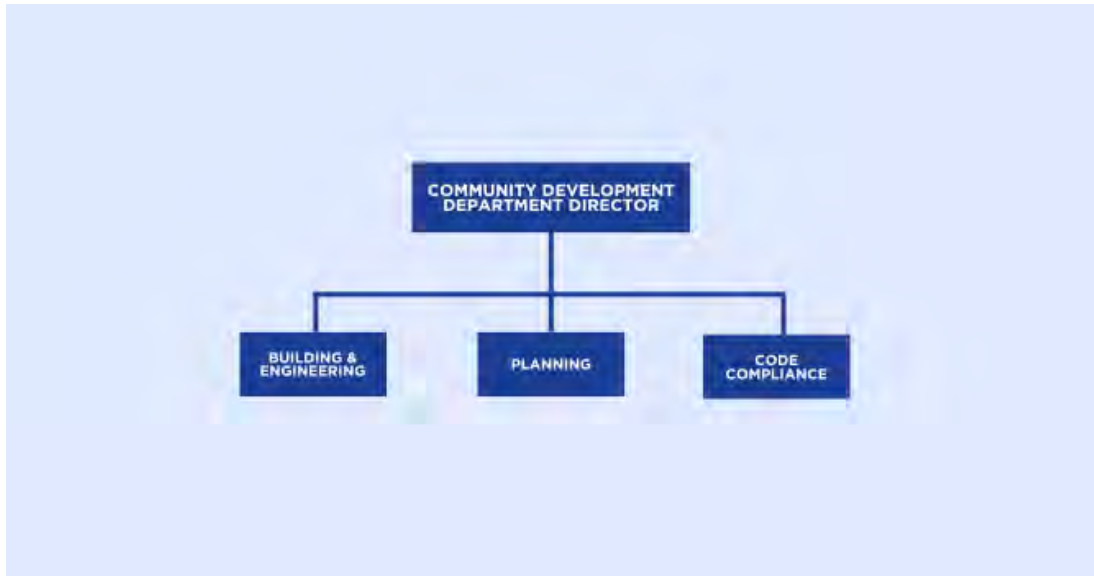 COMMUNITY DEVELOPMENT
DEPARTMENT DIRECTOR
BUILDING &
ENGINEERING
PLANNING
CODE
COMPLIANCE